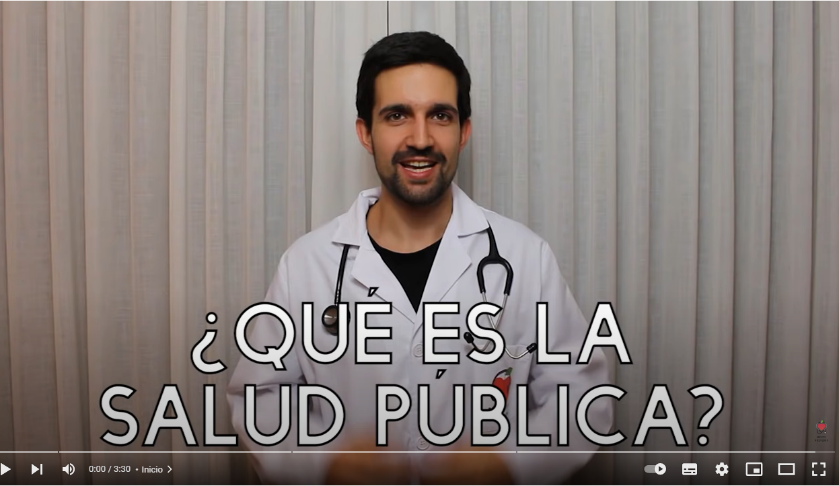 ¿QUÉ ES LA
SALUD PÚBLICA?
0:00 / 3:30 • Inicio >